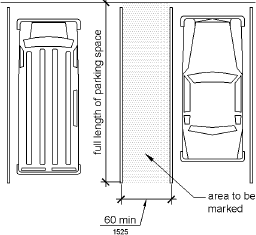 full length of parking space
area to be
marked
60 min
1525